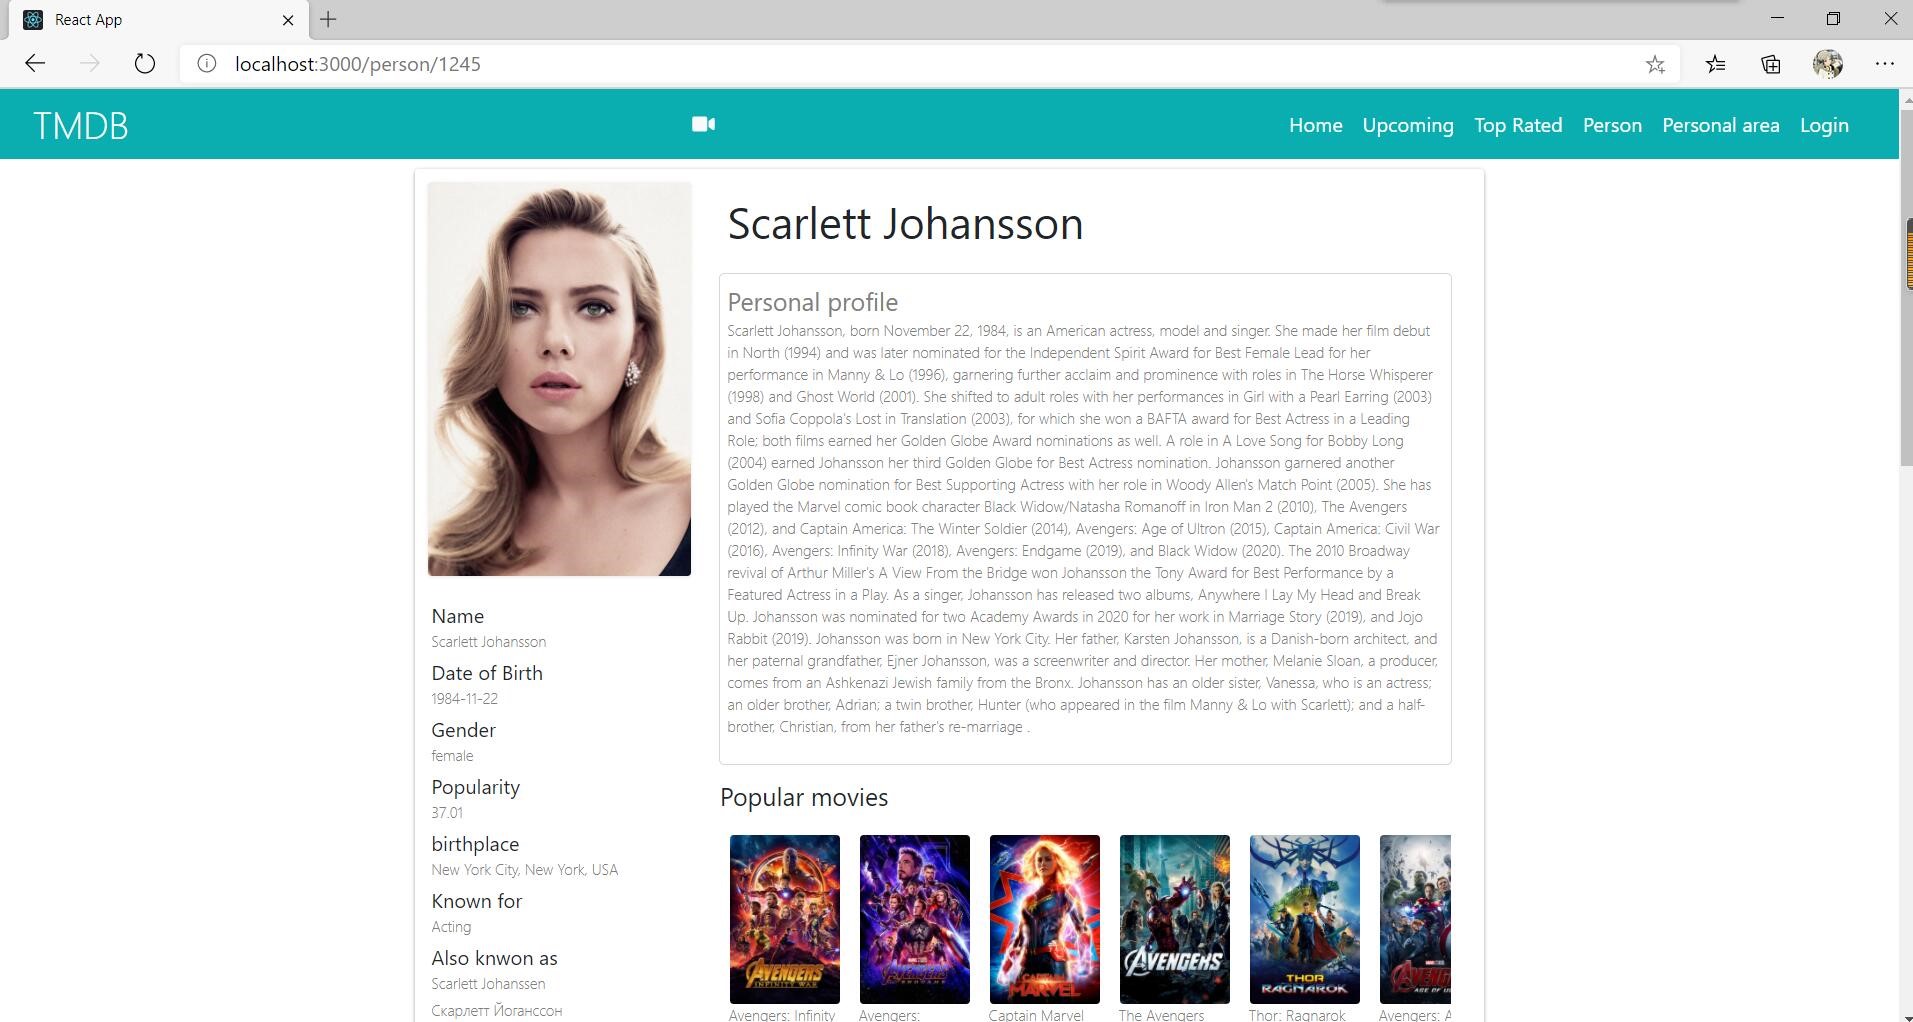 React App
localhost:3000/person/1245
TMDB
Home Upcoming Top Rated Person Personal area Login
Scarlett Johansson
Personal profile
Scarlett Johansson, born November 22, 1984, is an American actress, model and singer. She made her film debut
in North (1994) and was later nominated for the Independent Spirit Award for Best Female Lead for her
performance in Manny & Lo (1996), garnering further acclaim and prominence with roles in The Horse Whisperer
(1998) and Ghost World (2001). She shifted to adult roles with her performances in Girl with a Pearl Earring (2003)
and Sofia Coppola's Lost in Translation (2003), for which she won a BAFTA award for Best Actress in a Leading
Role; both films earned her Golden Globe Award nominations as well. A role in A Love Song for Bobby Long
(2004) earned Johansson her third Golden Globe for Best Actress nomination. Johansson garnered another
Golden Globe nomination for Best Supporting Actress with her role in Woody Allen's Match Point (2005). She has
played the Marvel comic book character Black Widow/Natasha Romanoff in Iron Man 2 (2010), The Avengers
(2012), and Captain America: The Winter Soldier (2014), Avengers: Age of Ultron (2015), Captain America: Civil War
(2016), Avengers: Infinity War (2018), Avengers: Endgame (2019), and Black Widow (2020). The 2010 Broadway
revival of Arthur Miller's A View From the Bridge won Johansson the Tony Award for Best Performance by a
Featured Actress in a Play. As a singer, Johansson has released two albums, Anywhere I Lay My Head and Break
Up. Johansson was nominated for two Academy Awards in 2020 for her work in Marriage Story (2019), and Jojo
Rabbit (2019). Johansson was born in New York City. Her father, Karsten Johansson, is a Danish-born architect, and
her paternal grandfather, Ejner Johansson, was a screenwriter and director. Her mother, Melanie Sloan, a producer,
comes from an Ashkenazi Jewish family from the Bronx. Johansson has an older sister, Vanessa, who is an actress;
an older brother, Adrian; a twin brother, Hunter (who appeared in the film Manny & Lo with Scarlett); and a half-
brother, Christian, from her father's re-marriage .
Name
Scarlett Johansson
Date of Birth
1984-11-22
Gender
female
Popularity
37.01
birthplace
New York City, New York, USA
Known for
Acting
Also knwon as
Scarlett Johanssen
Скарлетт Йоганссон
Popular movies
AVENGERS
INFINITY WAR
AVENGERS
ENDGAME
CAPTAIN
MARVEL
AVENGERS
THOR
RAGNAROK
AVENGERS
AGE OF U
Avengers: Infinity
Avengers:
Captain Marvel
The Avengers
Thor: Ragnarok
Avengers: A